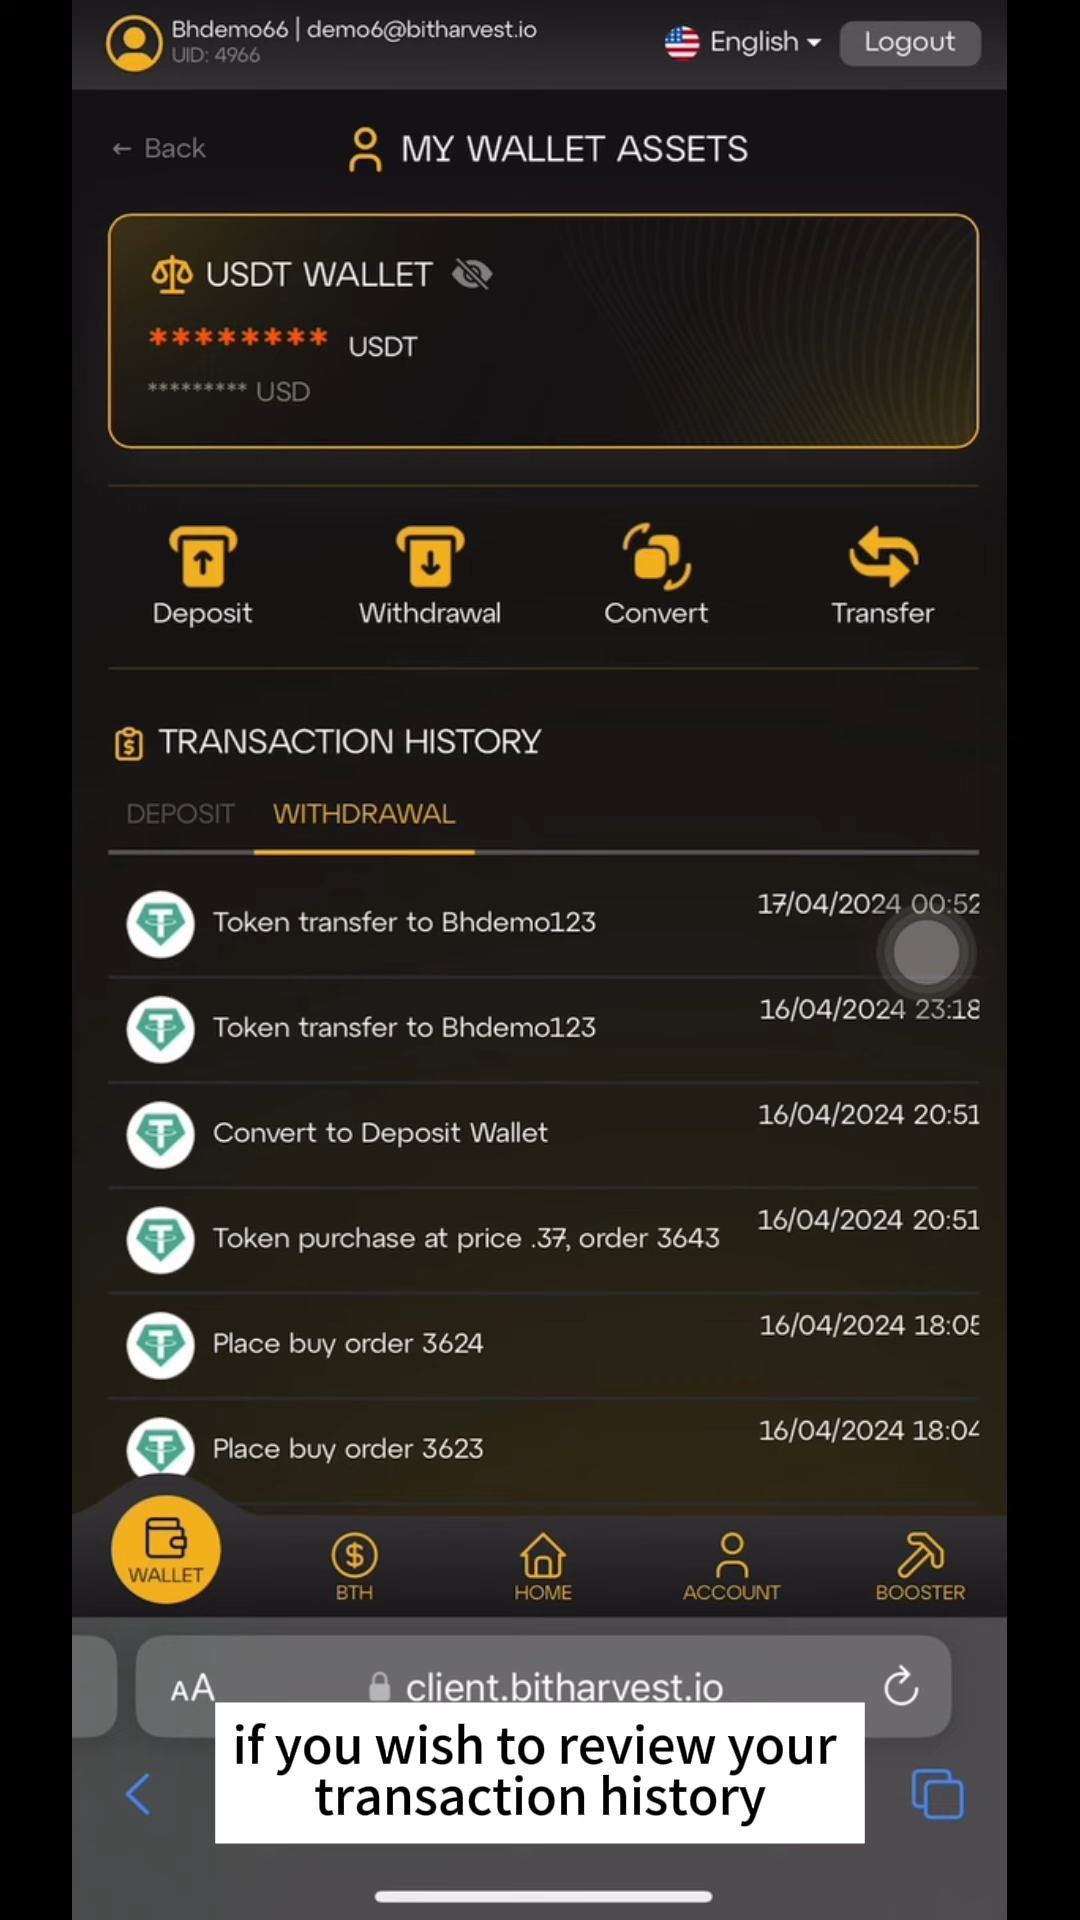 Bhdemo66 | demo6@bitharvest.io
UID: 4966
English
Logout
← Back
MY WALLET ASSETS
USDT WALLET
******** USDT
********* USD
Deposit
Withdrawal
Convert
Transfer
TRANSACTION HISTORY
DEPOSIT
WITHDRAWAL
Token transfer to Bhdemo123
17/04/2024 00:52
Token transfer to Bhdemo123
16/04/2024 23:18
Convert to Deposit Wallet
16/04/2024 20:51
Token purchase at price .37, order 3643
16/04/2024 20:51
Place buy order 3624
16/04/2024 18:05
Place buy order 3623
16/04/2024 18:04
WALLET
BTH
HOME
ACCOUNT
BOOSTER
AA
client.bitharvest.io
if you wish to review your
transaction history